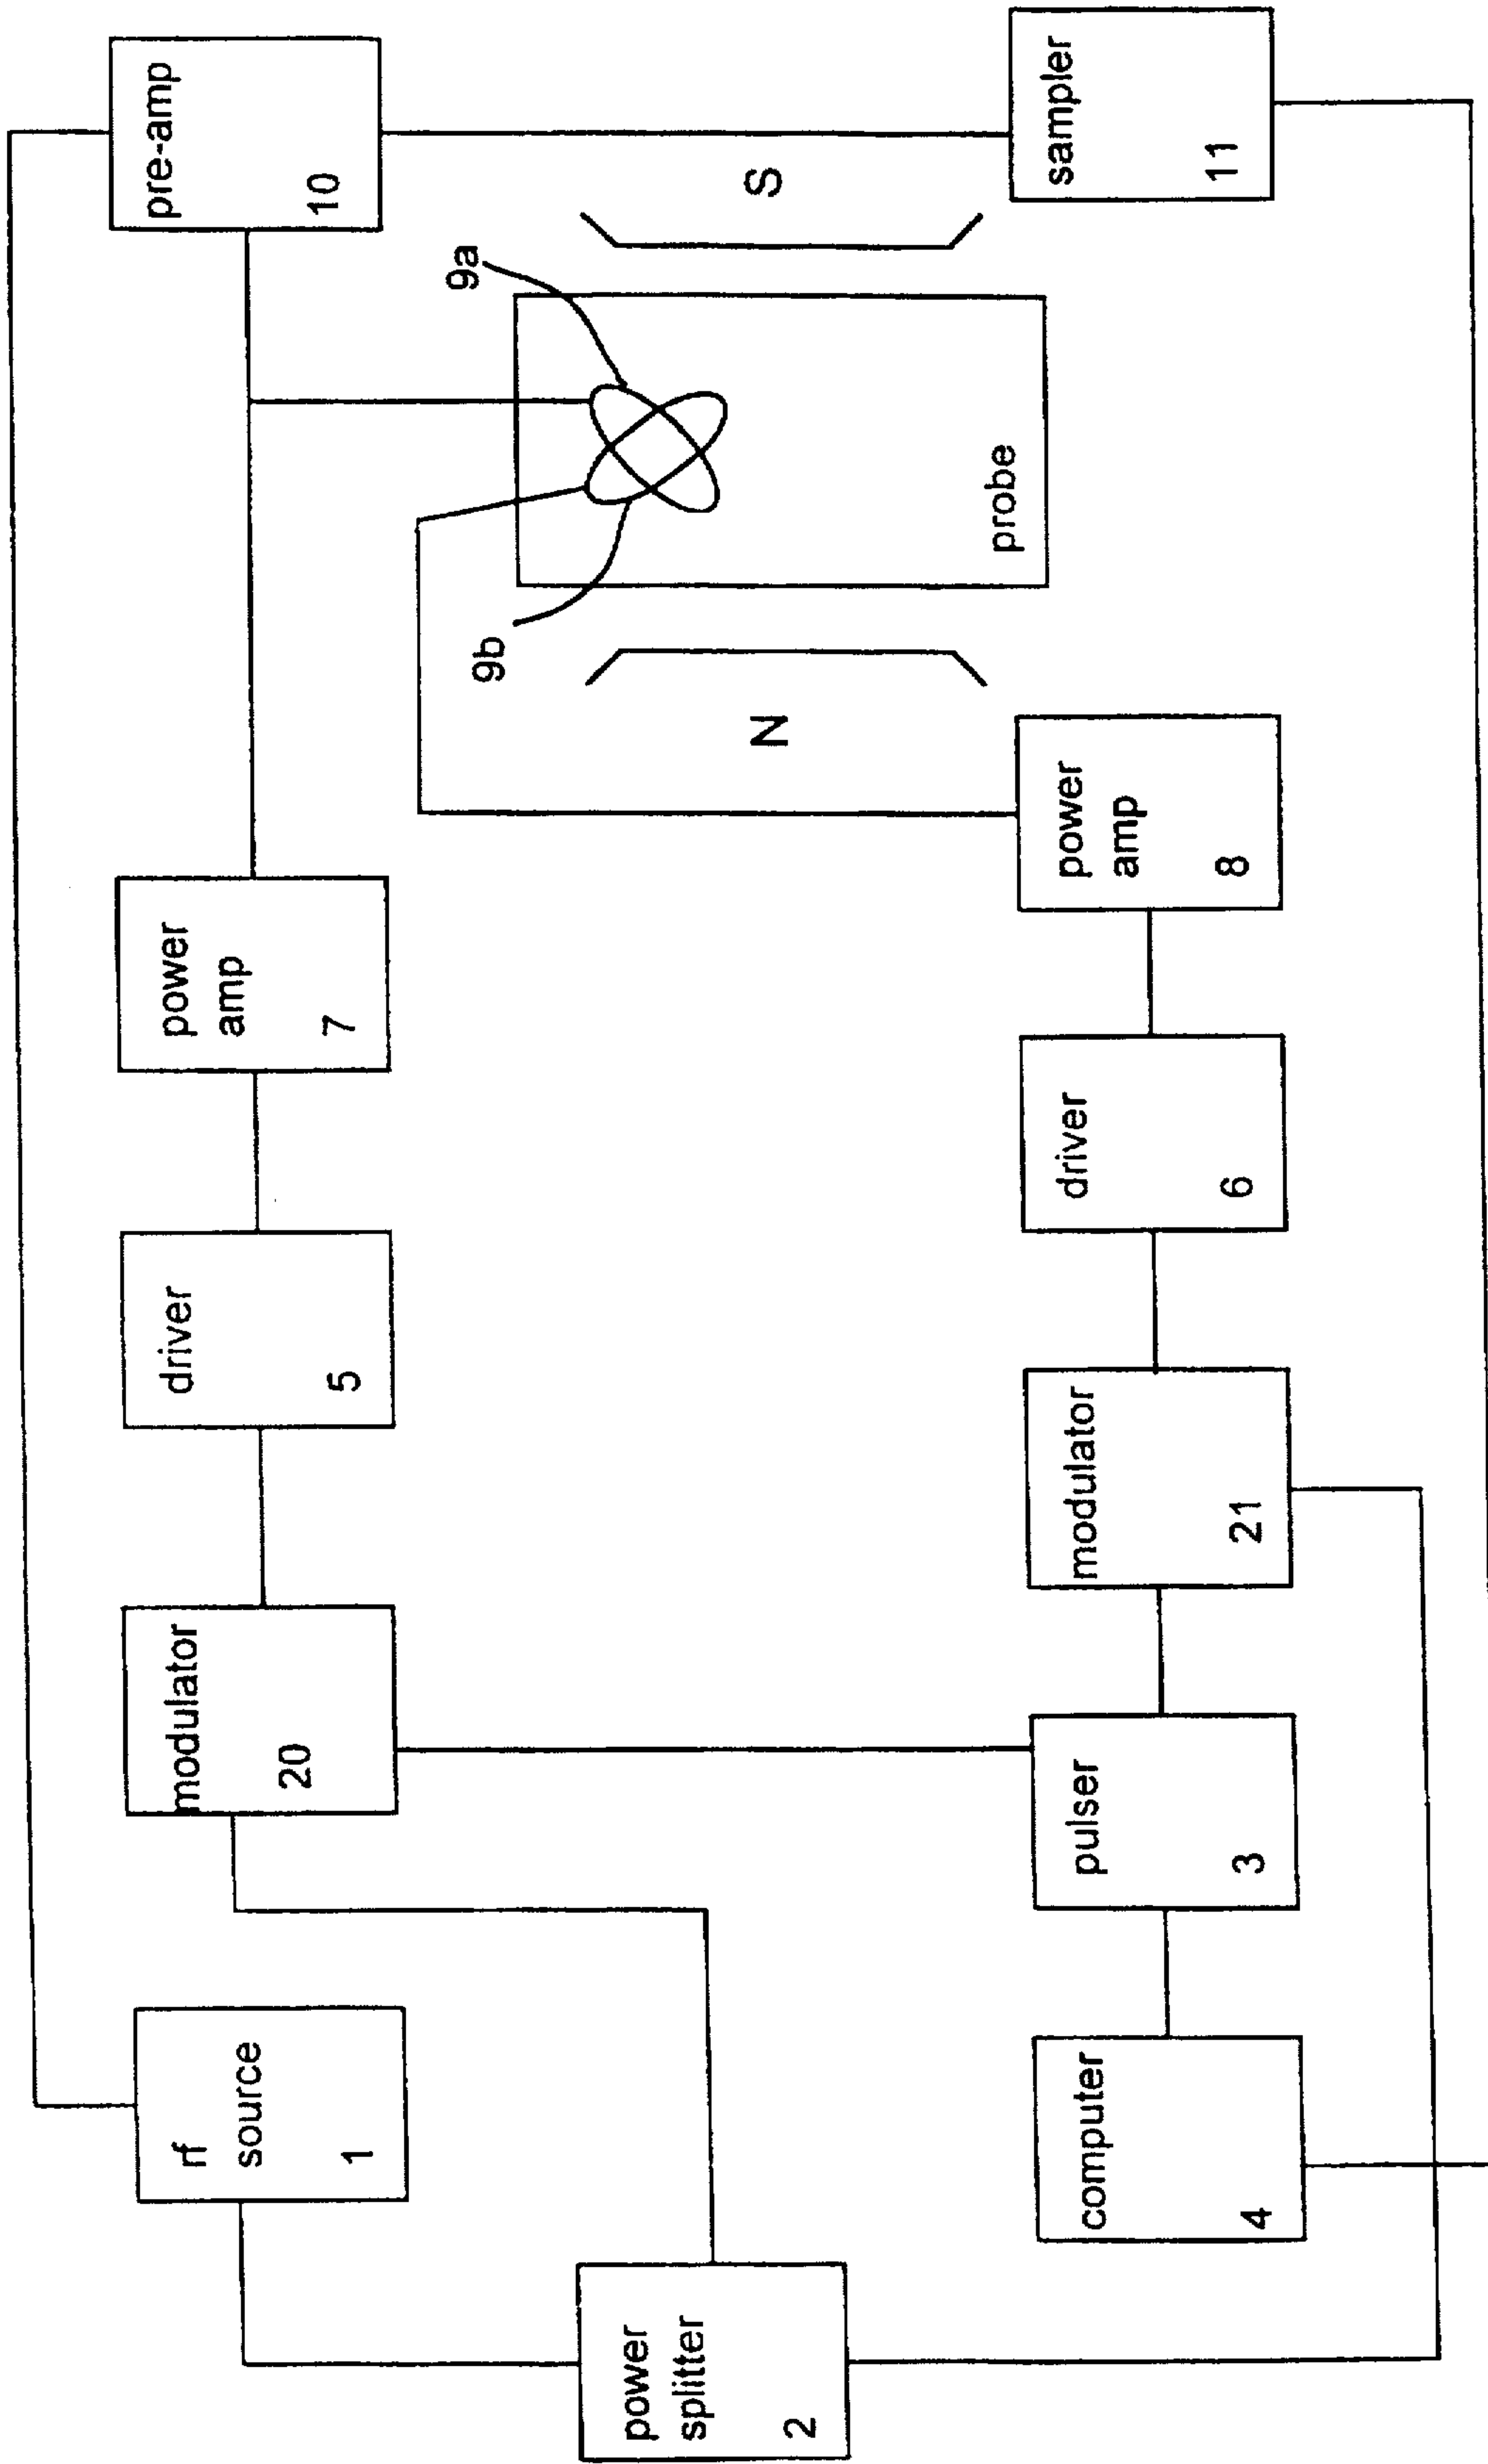 rf
source
1
modulator
20
driver
5
power
amp
7
pre-amp
10
power
splitter
2
9b
9a
N
S
probe
computer
4
pulser
3
modulator
21
driver
6
power
amp
8
sampler
11